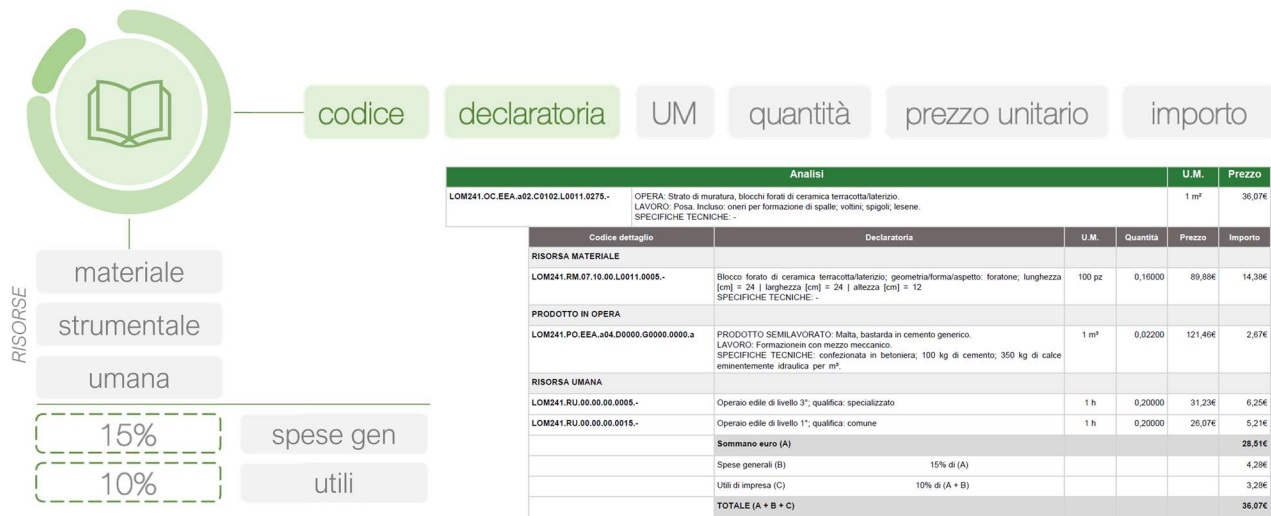 codice declaratoria UM quantità prezzo unitario importo
RISORSE
materiale
strumentale
umana
15% spese gen
10% utili
Analisi U.M. Prezzo
LOM241.OC.EEA.a02.C0102.L0011.0275.- OPERA: Strato di muratura, blocchi forati di ceramica terracotta/laterizio. 1 m² 36,07€
LAVORO: Posa. Incluso: oneri per formazione di spalle; voltini; spigoli; lesene.
SPECIFICHE TECNICHE: -
Codice dettaglio Declaratoria U.M. Quantità Prezzo Importo
RISORSA MATERIALE
LOM241.RM.07.10.00.L0011.0005.- Blocco forato di ceramica terracotta/laterizio; geometria/forma/aspetto: foratone; lunghezza 100 pz 0,16000 89,88€ 14,38€
[cm] = 24 | larghezza [cm] = 24 | altezza [cm] = 12
SPECIFICHE TECNICHE: -
PRODOTTO IN OPERA
LOM241.PO.EEA.a04.D0000.G0000.0000.a PRODOTTO SEMILAVORATO: Malta, bastarda in cemento generico. 1 m³ 0,02200 121,46€ 2,67€
LAVORO: Formazionein con mezzo meccanico.
SPECIFICHE TECNICHE: confezionata in betoniera; 100 kg di cemento; 350 kg di calce
eminentemente idraulica per m³.
RISORSA UMANA
LOM241.RU.00.00.00.0005.- Operaio edile di livello 3°; qualifica: specializzato 1 h 0,20000 31,23€ 6,25€
LOM241.RU.00.00.00.0015.- Operaio edile di livello 1°; qualifica: comune 1 h 0,20000 26,07€ 5,21€
Sommano euro (A) 28,51€
Spese generali (B) 15% di (A) 4,28€
Utili di impresa (C) 10% di (A + B) 3,28€
TOTALE (A + B + C) 36,07€